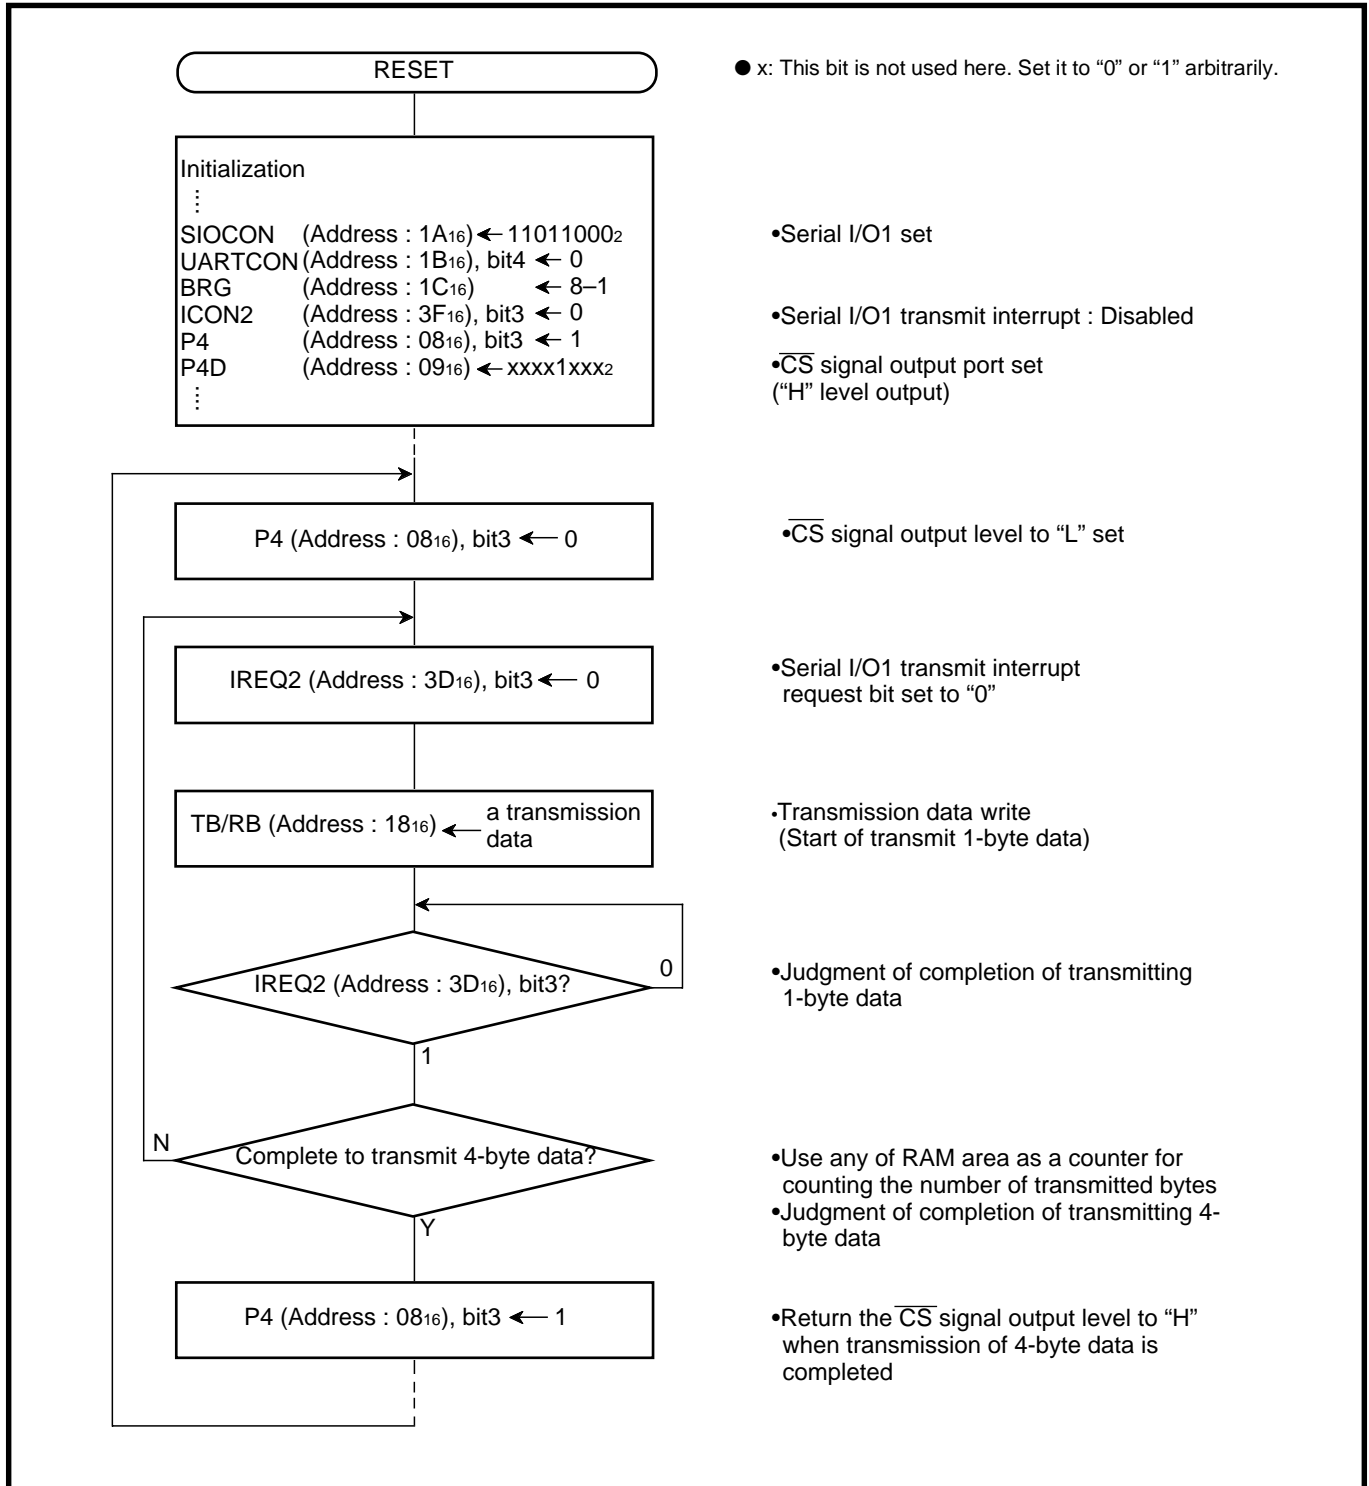 RESET
● x: This bit is not used here. Set it to “0” or “1” arbitrarily.
Initialization
SIOCON (Address : 1A₁₆) ← 11011000₂
•Serial I/O1 set
UARTCON (Address : 1B₁₆), bit4 ← 0
BRG (Address : 1C₁₆) ← 8–1
ICON2 (Address : 3F₁₆), bit3 ← 0
•Serial I/O1 transmit interrupt : Disabled
P4 (Address : 08₁₆), bit3 ← 1
P4D (Address : 09₁₆) ← xxxx1xxx₂
•C̅S̅ signal output port set
(“H” level output)
P4 (Address : 08₁₆), bit3 ← 0
•C̅S̅ signal output level to “L” set
IREQ2 (Address : 3D₁₆), bit3 ← 0
•Serial I/O1 transmit interrupt
request bit set to “0”
TB/RB (Address : 18₁₆) ← a transmission
data
•Transmission data write
(Start of transmit 1-byte data)
IREQ2 (Address : 3D₁₆), bit3?
0
•Judgment of completion of transmitting
1-byte data
1
N
Complete to transmit 4-byte data?
•Use any of RAM area as a counter for
counting the number of transmitted bytes
•Judgment of completion of transmitting 4-
byte data
Y
P4 (Address : 08₁₆), bit3 ← 1
•Return the C̅S̅ signal output level to “H”
when transmission of 4-byte data is
completed